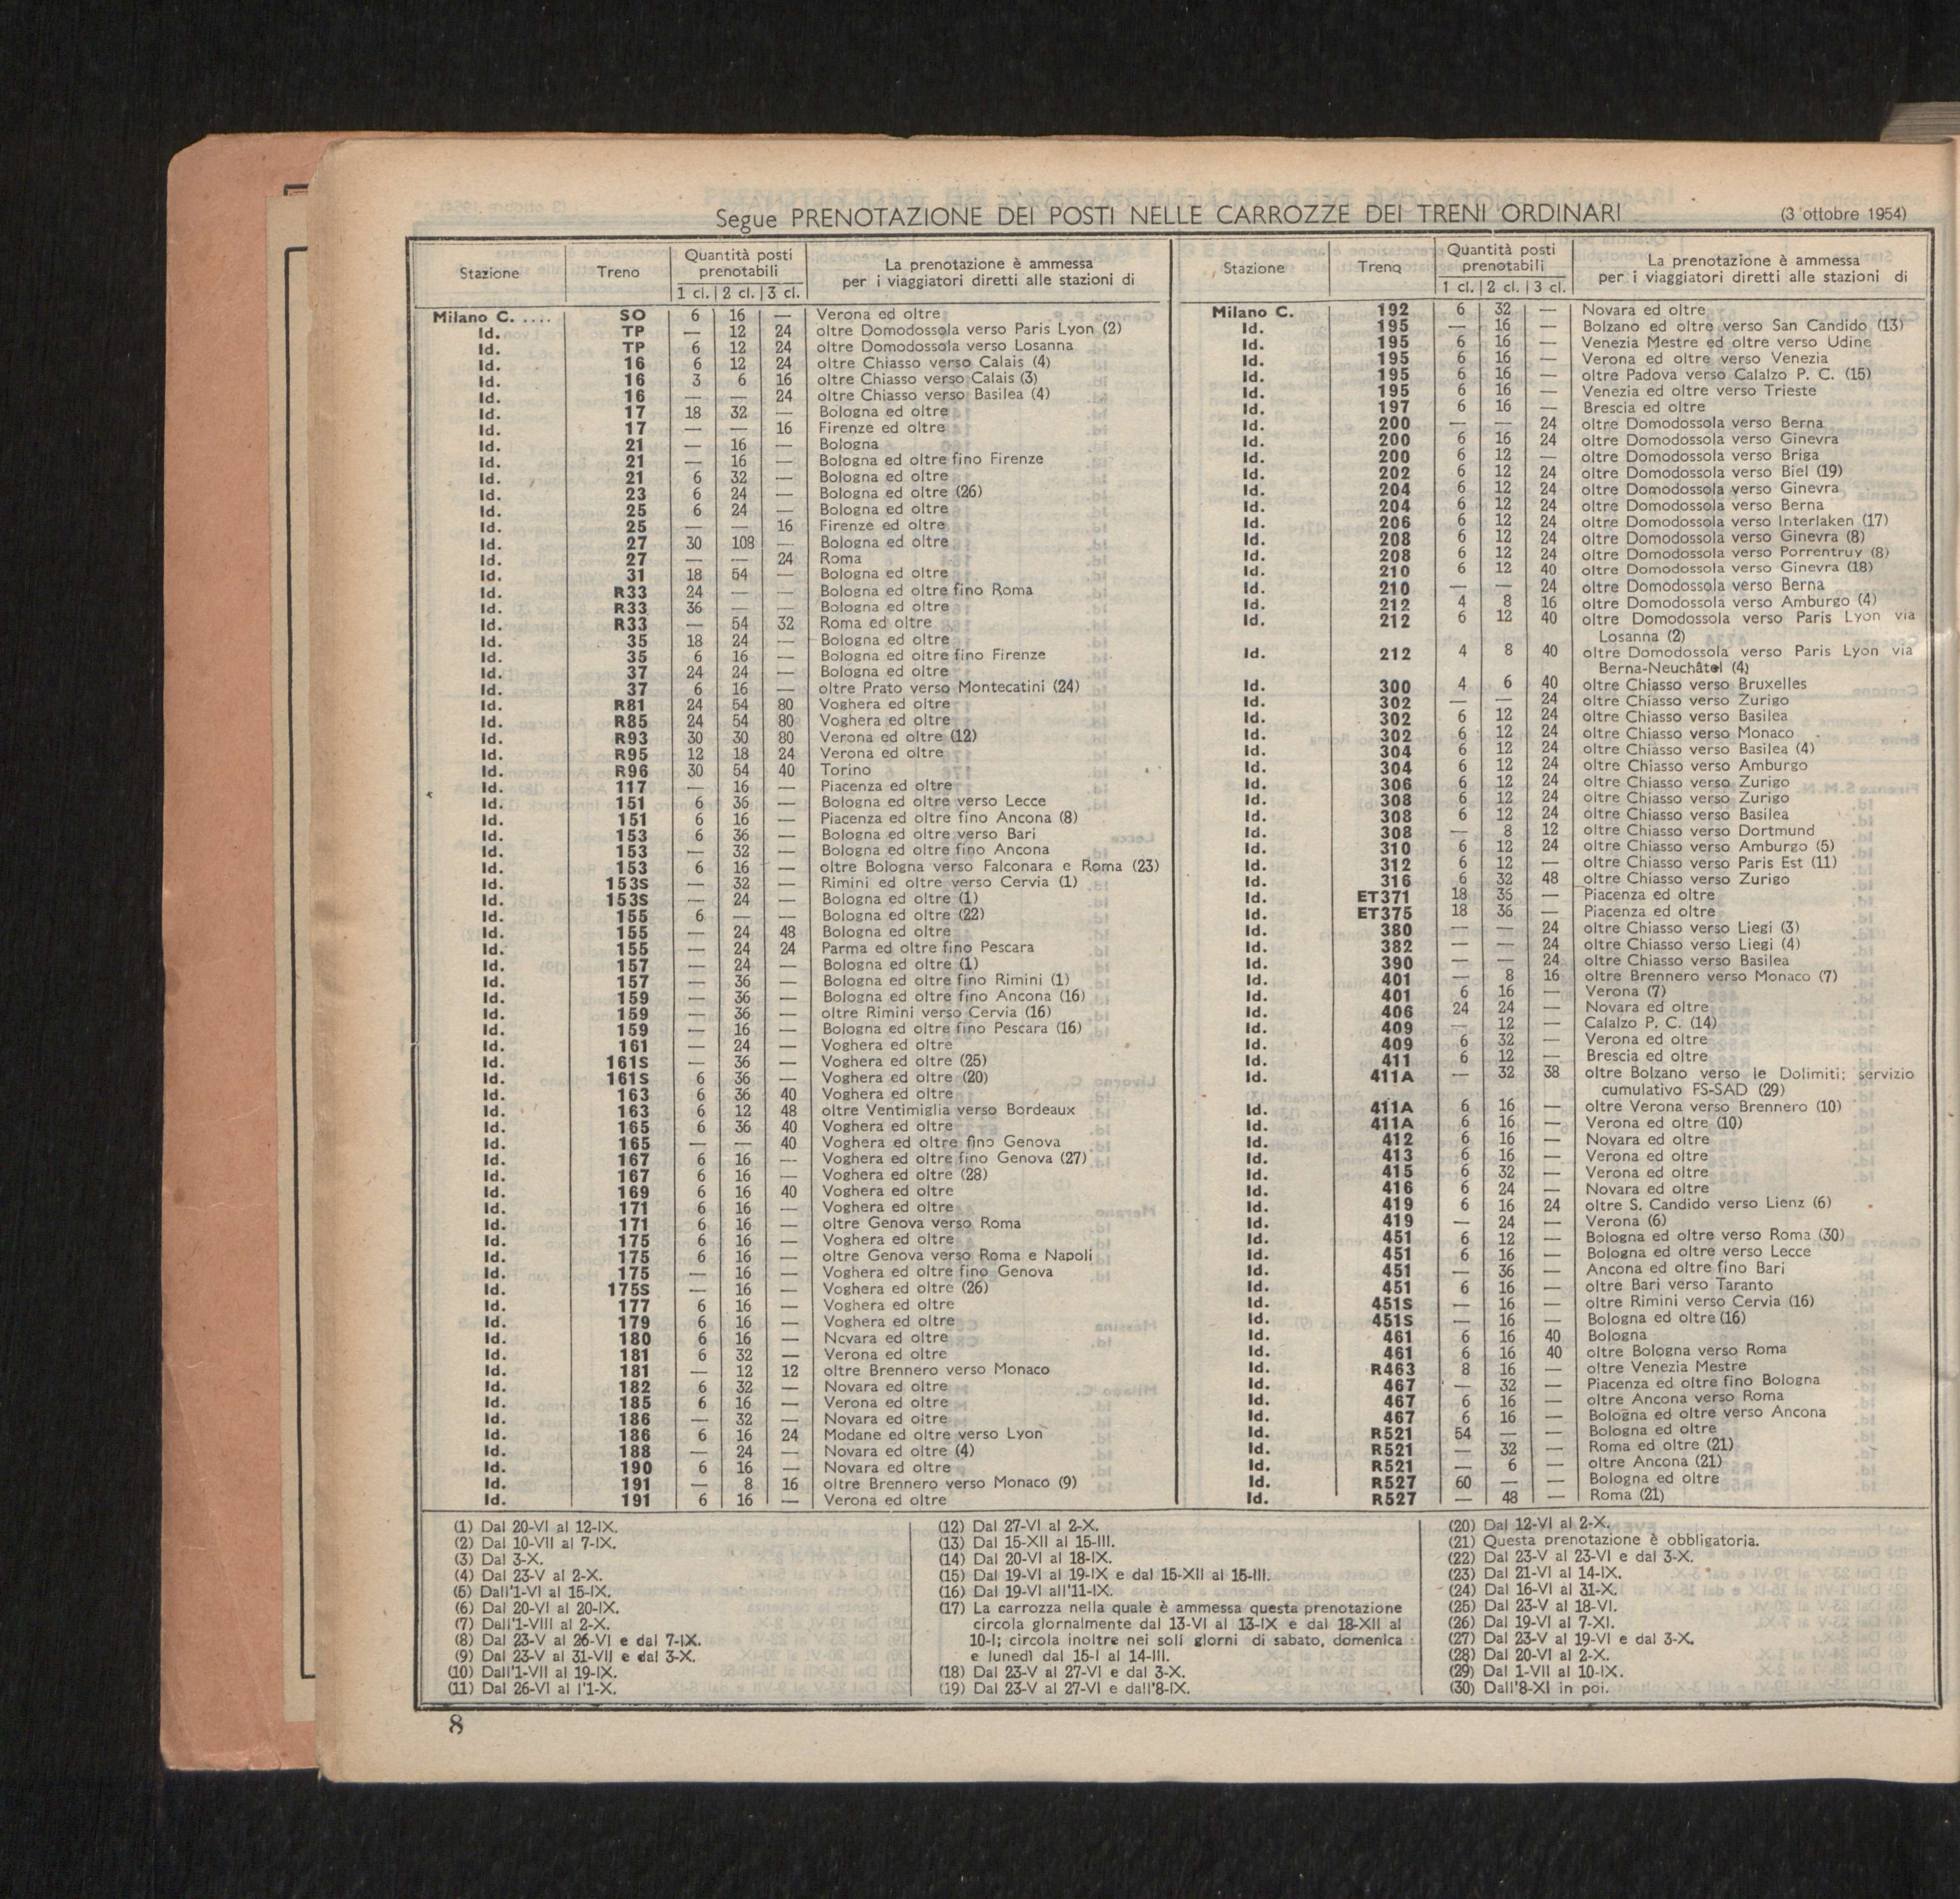 Segue PRENOTAZIONE DEI POSTI NELLE CARROZZE DEI TRENI ORDINARI (3 ottobre 1954)
Stazione Treno Quantità posti prenotabili 1 cl. 2 cl. 3 cl. La prenotazione è ammessa per i viaggiatori diretti alle stazioni di
Milano C. .... SO 6 16 — Verona ed oltre
Id. TP — 12 24 oltre Domodossola verso Paris Lyon (2)
Id. TP 6 12 24 oltre Domodossola verso Losanna
Id. 16 6 12 24 oltre Chiasso verso Calais (4)
Id. 16 3 6 16 oltre Chiasso verso Calais (3)
Id. 16 — — 24 oltre Chiasso verso Basilea (4)
Id. 17 18 32 — Bologna ed oltre
Id. 17 — — 16 Firenze ed oltre
Id. 21 — 16 — Bologna
Id. 21 — 16 — Bologna ed oltre fino Firenze
Id. 21 6 32 — Bologna ed oltre
Id. 23 6 24 — Bologna ed oltre (26)
Id. 25 6 24 — Bologna ed oltre
Id. 25 — — 16 Firenze ed oltre
Id. 27 30 108 — Bologna ed oltre
Id. 27 — — 24 Roma
Id. 31 18 54 — Bologna ed oltre
Id. R33 24 — — Bologna ed oltre fino Roma
Id. R33 36 — — Bologna ed oltre
Id. R33 — 54 32 Roma ed oltre
Id. 35 18 24 — Bologna ed oltre
Id. 35 6 16 — Bologna ed oltre fino Firenze
Id. 37 24 24 — Bologna ed oltre
Id. 37 6 16 — oltre Prato verso Montecatini (24)
Id. R81 24 54 80 Voghera ed oltre
Id. R85 24 54 80 Voghera ed oltre
Id. R93 30 30 80 Verona ed oltre (12)
Id. R95 12 18 24 Verona ed oltre
Id. R96 30 54 40 Torino
Id. 117 — 16 — Piacenza ed oltre
Id. 151 6 36 — Bologna ed oltre verso Lecce
Id. 151 6 16 — Piacenza ed oltre fino Ancona (8)
Id. 153 6 36 — Bologna ed oltre verso Bari
Id. 153 — 32 — Bologna ed oltre fino Ancona
Id. 153 6 16 — oltre Bologna verso Falconara e Roma (23)
Id. 153S — 32 — Rimini ed oltre verso Cervia (1)
Id. 153S — 24 — Bologna ed oltre (1)
Id. 155 6 — — Bologna ed oltre (22)
Id. 155 — 24 48 Bologna ed oltre
Id. 155 — 24 24 Parma ed oltre fino Pescara
Id. 157 — 24 — Bologna ed oltre (1)
Id. 157 — 36 — Bologna ed oltre fino Rimini (1)
Id. 159 — 36 — Bologna ed oltre fino Ancona (16)
Id. 159 — 36 — oltre Rimini verso Cervia (16)
Id. 159 — 16 — Bologna ed oltre fino Pescara (16)
Id. 161 — 24 — Voghera ed oltre
Id. 161S — 36 — Voghera ed oltre (25)
Id. 161S 6 36 — Voghera ed oltre (20)
Id. 163 6 36 40 Voghera ed oltre
Id. 163 6 12 48 oltre Ventimiglia verso Bordeaux
Id. 165 6 36 40 Voghera ed oltre
Id. 165 — — 40 Voghera ed oltre fino Genova
Id. 167 6 16 — Voghera ed oltre fino Genova (27)
Id. 167 6 16 — Voghera ed oltre (28)
Id. 169 6 16 40 Voghera ed oltre
Id. 171 6 16 — Voghera ed oltre
Id. 171 6 16 — oltre Genova verso Roma
Id. 175 6 16 — Voghera ed oltre
Id. 175 6 16 — oltre Genova verso Roma e Napoli
Id. 175 — 16 — Voghera ed oltre fino Genova
Id. 175S — 16 — Voghera ed oltre (26)
Id. 177 6 16 — Voghera ed oltre
Id. 179 6 16 — Voghera ed oltre
Id. 180 6 16 — Novara ed oltre
Id. 181 6 32 — Verona ed oltre
Id. 181 — 12 12 oltre Brennero verso Monaco
Id. 182 6 32 — Novara ed oltre
Id. 185 6 16 — Verona ed oltre
Id. 186 — 32 — Novara ed oltre
Id. 186 6 16 24 Modane ed oltre verso Lyon
Id. 188 — 24 — Novara ed oltre (4)
Id. 190 6 16 — Novara ed oltre
Id. 191 — 8 16 oltre Brennero verso Monaco (9)
Id. 191 6 16 — Verona ed oltre
Stazione Treno Quantità posti prenotabili 1 cl. 2 cl. 3 cl. La prenotazione è ammessa per i viaggiatori diretti alle stazioni di
Milano C. 192 6 32 — Novara ed oltre
Id. 195 — 16 — Bolzano ed oltre verso San Candido (13)
Id. 195 6 16 — Venezia Mestre ed oltre verso Udine
Id. 195 6 16 — Verona ed oltre verso Venezia
Id. 195 6 16 — oltre Padova verso Calalzo P. C. (15)
Id. 195 6 16 — Venezia ed oltre verso Trieste
Id. 197 6 16 — Brescia ed oltre
Id. 200 — — 24 oltre Domodossola verso Berna
Id. 200 6 16 24 oltre Domodossola verso Ginevra
Id. 200 6 12 — oltre Domodossola verso Briga
Id. 202 6 12 24 oltre Domodossola verso Biel (19)
Id. 204 6 12 24 oltre Domodossola verso Ginevra
Id. 204 6 12 24 oltre Domodossola verso Berna
Id. 206 6 12 24 oltre Domodossola verso Interlaken (17)
Id. 208 6 12 24 oltre Domodossola verso Ginevra (8)
Id. 208 6 12 24 oltre Domodossola verso Porrentruy (8)
Id. 210 6 12 40 oltre Domodossola verso Ginevra (18)
Id. 210 — — 24 oltre Domodossola verso Berna
Id. 212 4 8 16 oltre Domodossola verso Amburgo (4)
Id. 212 6 12 40 oltre Domodossola verso Paris Lyon via
Losanna (2)
Id. 212 4 8 40 oltre Domodossola verso Paris Lyon via
Berna-Neuchâtel (4)
Id. 300 4 6 40 oltre Chiasso verso Bruxelles
Id. 302 — — 24 oltre Chiasso verso Zurigo
Id. 302 6 12 24 oltre Chiasso verso Basilea
Id. 302 6 12 24 oltre Chiasso verso Monaco
Id. 304 6 12 24 oltre Chiasso verso Basilea (4)
Id. 304 6 12 24 oltre Chiasso verso Amburgo
Id. 306 6 12 24 oltre Chiasso verso Zurigo
Id. 308 6 12 24 oltre Chiasso verso Zurigo
Id. 308 6 12 24 oltre Chiasso verso Basilea
Id. 308 — 8 12 oltre Chiasso verso Dortmund
Id. 310 6 12 24 oltre Chiasso verso Amburgo (5)
Id. 312 6 12 — oltre Chiasso verso Paris Est (11)
Id. 316 6 32 48 oltre Chiasso verso Zurigo
Id. ET371 18 36 — Piacenza ed oltre
Id. ET375 18 36 — Piacenza ed oltre
Id. 380 — — 24 oltre Chiasso verso Liegi (3)
Id. 382 — — 24 oltre Chiasso verso Liegi (4)
Id. 390 — — 24 oltre Chiasso verso Basilea
Id. 401 — 8 16 oltre Brennero verso Monaco (7)
Id. 401 6 16 — Verona (7)
Id. 406 24 24 — Novara ed oltre
Id. 409 — 12 — Calalzo P. C. (14)
Id. 409 6 32 — Verona ed oltre
Id. 411 6 12 — Brescia ed oltre
Id. 411A — 32 38 oltre Bolzano verso le Dolimiti; servizio
cumulativo FS-SAD (29)
Id. 411A 6 16 — oltre Verona verso Brennero (10)
Id. 411A 6 16 — Verona ed oltre (10)
Id. 412 6 16 — Novara ed oltre
Id. 413 6 16 — Verona ed oltre
Id. 415 6 32 — Verona ed oltre
Id. 416 6 24 — Novara ed oltre
Id. 419 6 16 24 oltre S. Candido verso Lienz (6)
Id. 419 — 24 — Verona (6)
Id. 451 6 12 — Bologna ed oltre verso Roma (30)
Id. 451 6 16 — Bologna ed oltre verso Lecce
Id. 451 — 36 — Ancona ed oltre fino Bari
Id. 451 6 16 — oltre Bari verso Taranto
Id. 451S — 16 — oltre Rimini verso Cervia (16)
Id. 451S — 16 — Bologna ed oltre (16)
Id. 461 6 16 40 Bologna
Id. 461 6 16 40 oltre Bologna verso Roma
Id. R463 8 16 — oltre Venezia Mestre
Id. 467 — 32 — Piacenza ed oltre fino Bologna
Id. 467 6 16 — oltre Ancona verso Roma
Id. 467 6 16 — Bologna ed oltre verso Ancona
Id. R521 54 — — Bologna ed oltre
Id. R521 — 32 — Roma ed oltre (21)
Id. R521 — 6 — oltre Ancona (21)
Id. R527 60 — — Bologna ed oltre
Id. R527 — 48 — Roma (21)
(1) Dal 20-VI al 12-IX.
(2) Dal 10-VII al 7-IX.
(3) Dal 3-X.
(4) Dal 23-V al 2-X.
(5) Dall'1-VI al 15-IX.
(6) Dal 20-VI al 20-IX.
(7) Dall'1-VIII al 2-X.
(8) Dal 23-V al 26-VI e dal 7-IX.
(9) Dal 23-V al 31-VII e dal 3-X.
(10) Dall'1-VII al 19-IX.
(11) Dal 26-VI al l'1-X.
(12) Dal 27-VI al 2-X.
(13) Dal 15-XII al 15-III.
(14) Dal 20-VI al 18-IX.
(15) Dal 19-VI al 19-IX e dal 15-XII al 15-III.
(16) Dal 19-VI all'11-IX.
(17) La carrozza nella quale è ammessa questa prenotazione
circola giornalmente dal 13-VI al 13-IX e dal 18-XII al
10-I; circola inoltre nei soli giorni di sabato, domenica
e lunedì dal 15-I al 14-III.
(18) Dal 23-V al 27-VI e dal 3-X.
(19) Dal 23-V al 27-VI e dall'8-IX.
(20) Dal 12-VI al 2-X.
(21) Questa prenotazione è obbligatoria.
(22) Dal 23-V al 23-VI e dal 3-X.
(23) Dal 21-VI al 14-IX.
(24) Dal 16-VI al 31-X.
(25) Dal 23-V al 18-VI.
(26) Dal 19-VI al 7-XI.
(27) Dal 23-V al 19-VI e dal 3-X.
(28) Dal 20-VI al 2-X.
(29) Dal 1-VII al 10-IX.
(30) Dall'8-XI in poi.
8